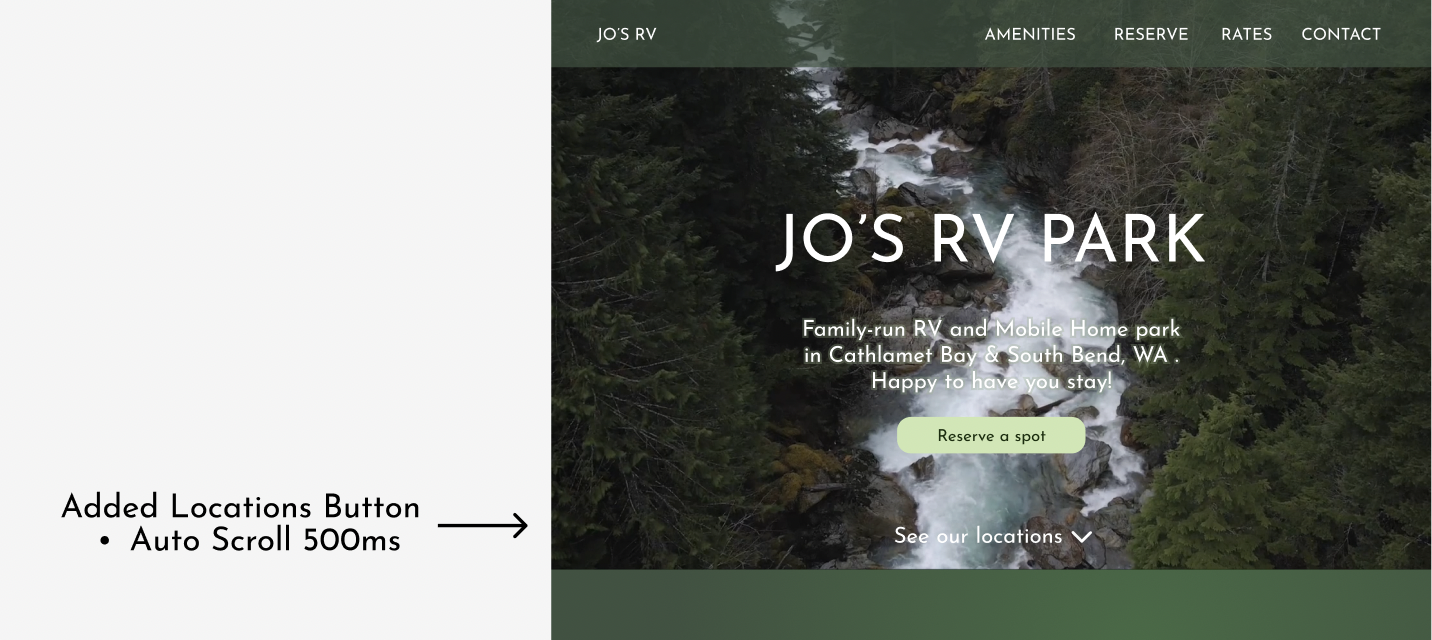 JO'S RV
AMENITIES RESERVE RATES CONTACT
JO'S RV PARK
Family-run RV and Mobile Home park
in Cathlamet Bay & South Bend, WA .
Happy to have you stay!
Reserve a spot
Added Locations Button
• Auto Scroll 500ms
See our locations